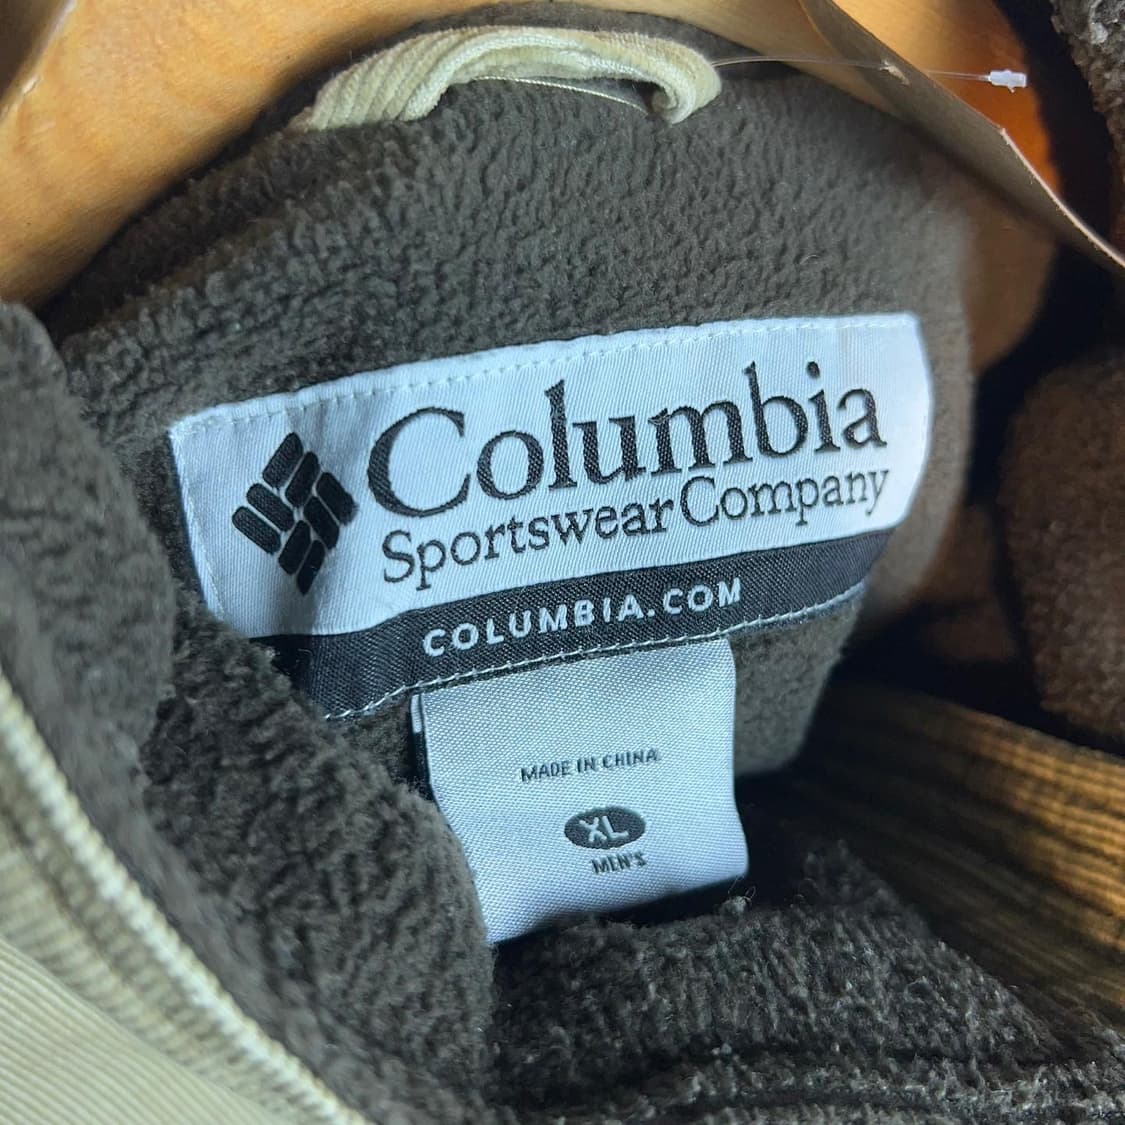 Columbia
Sportswear Company
COLUMBIA.COM
MADE IN CHINA
XL
MEN'S